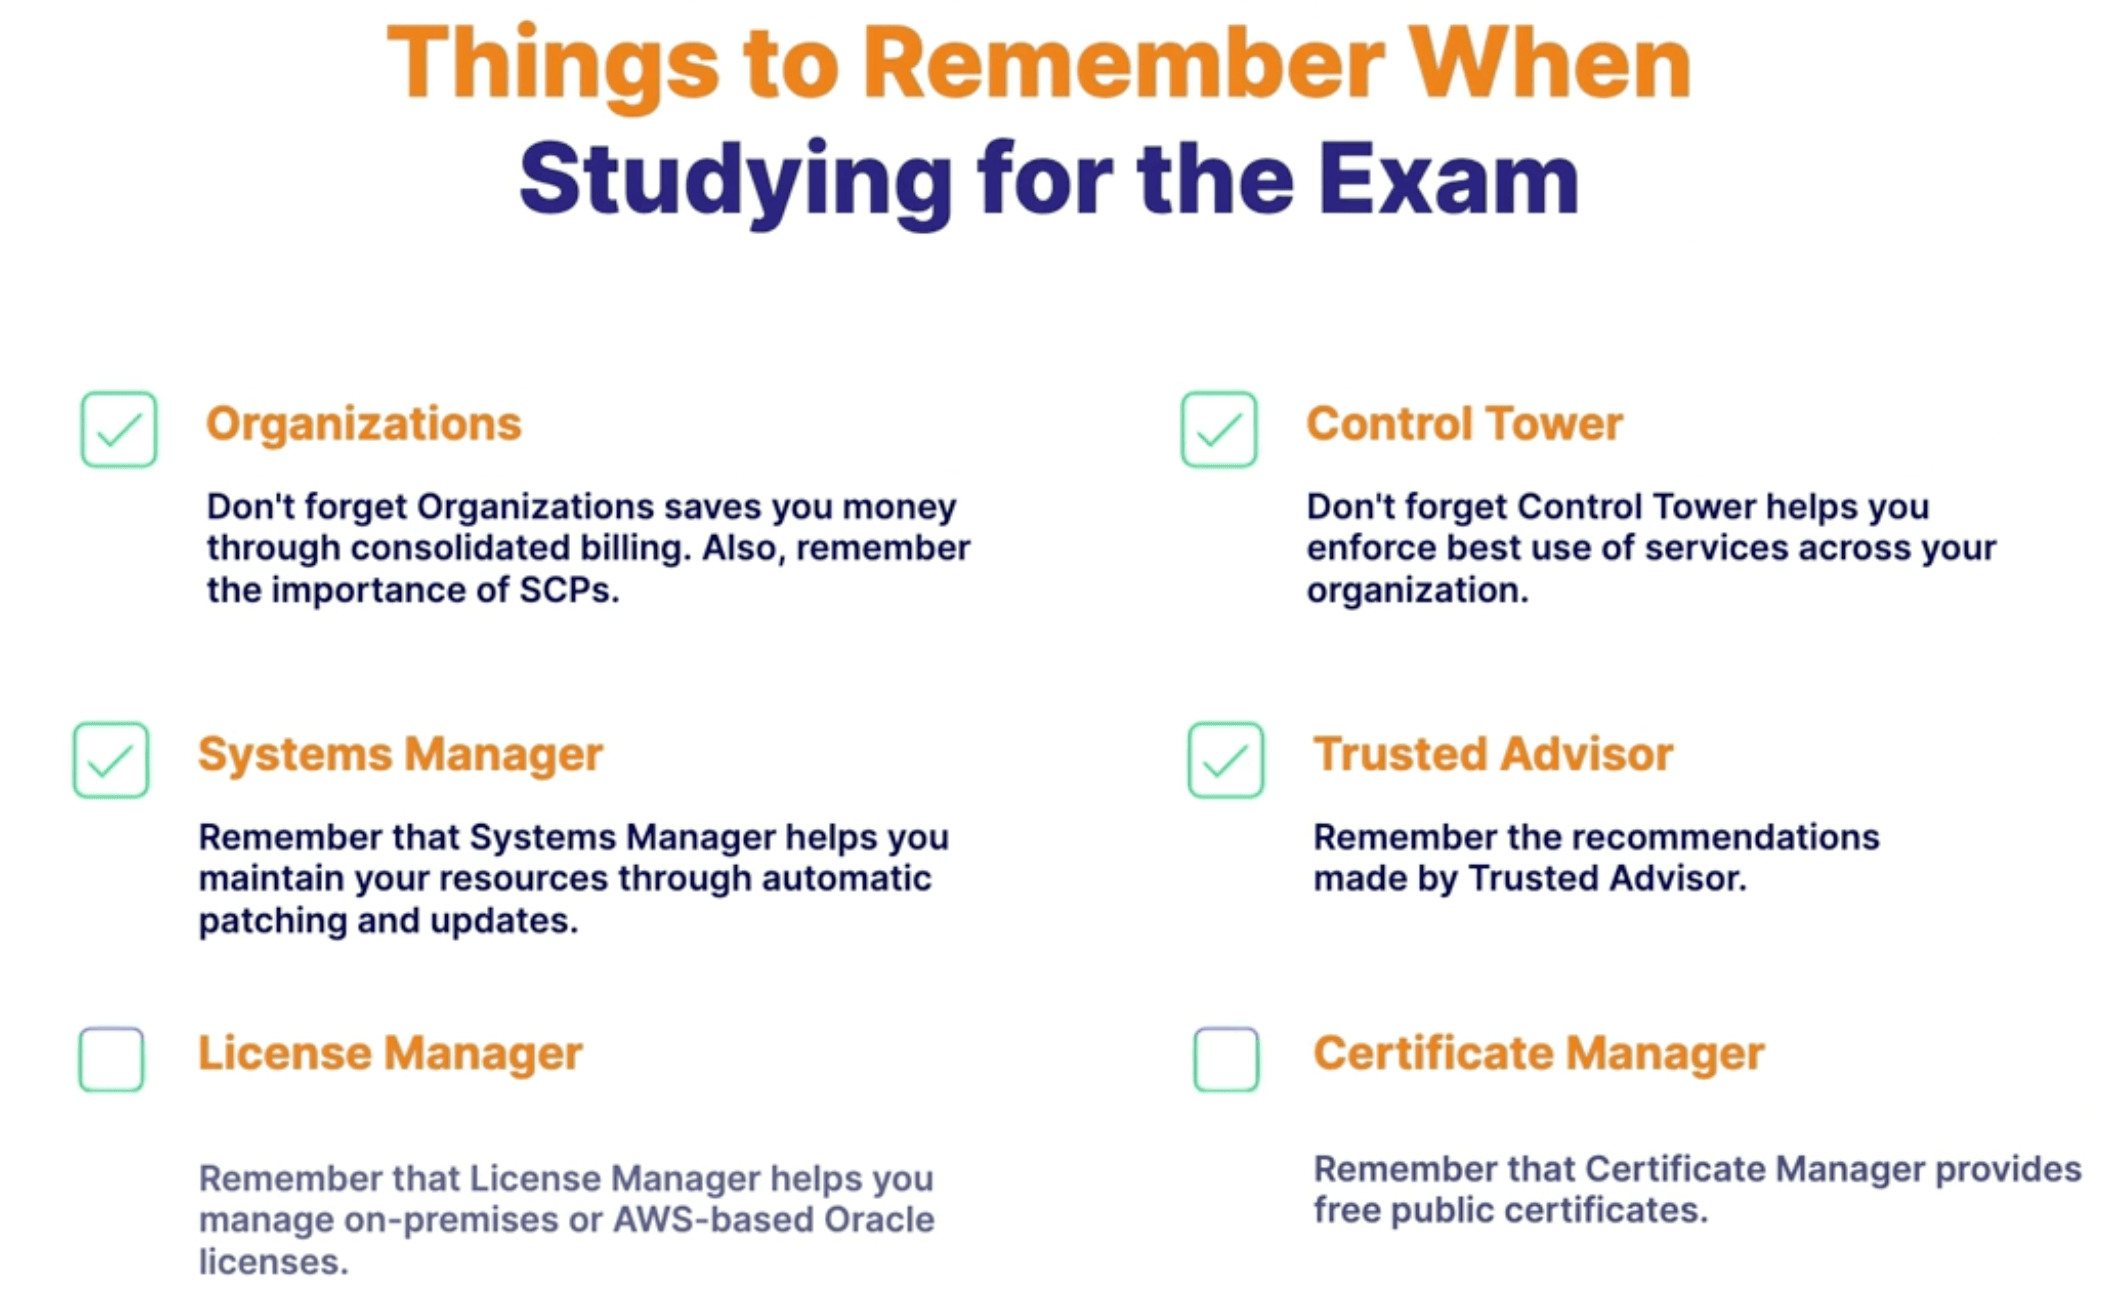 Things to Remember When
Studying for the Exam
Organizations
Don't forget Organizations saves you money
through consolidated billing. Also, remember
the importance of SCPs.
Control Tower
Don't forget Control Tower helps you
enforce best use of services across your
organization.
Systems Manager
Remember that Systems Manager helps you
maintain your resources through automatic
patching and updates.
Trusted Advisor
Remember the recommendations
made by Trusted Advisor.
License Manager
Remember that License Manager helps you
manage on-premises or AWS-based Oracle
licenses.
Certificate Manager
Remember that Certificate Manager provides
free public certificates.